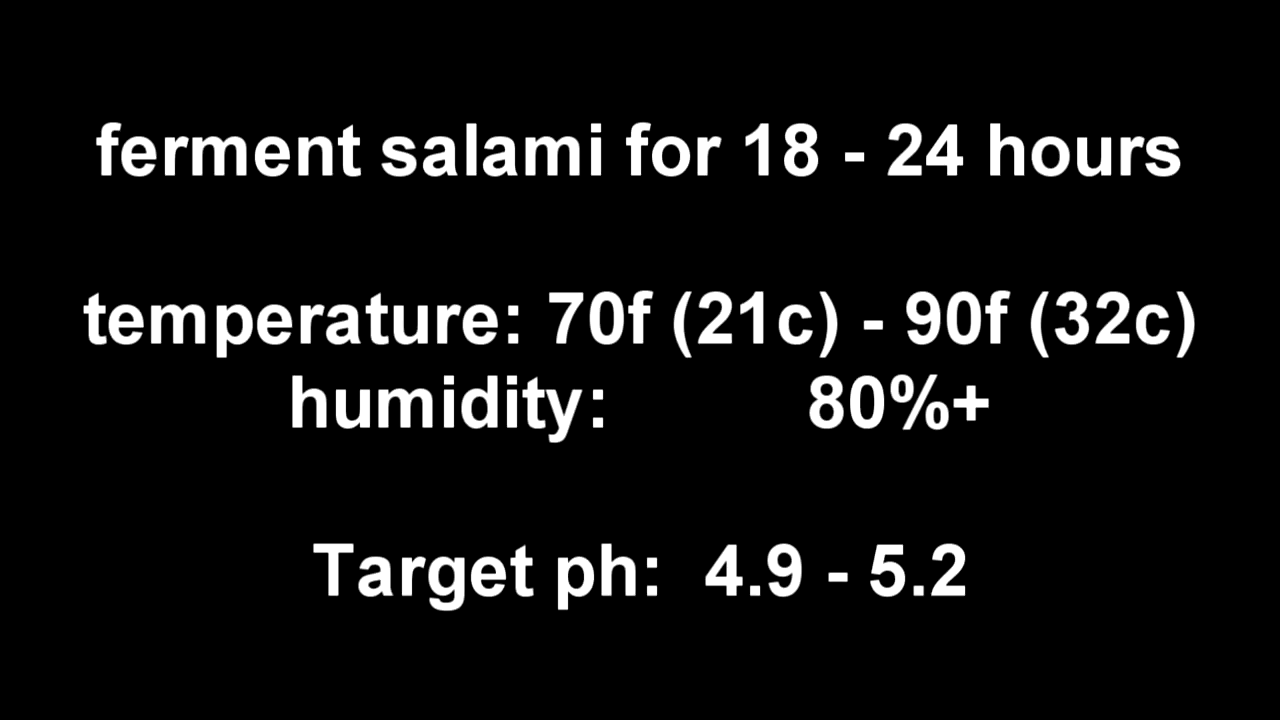 ferment salami for 18 - 24 hours
temperature: 70f (21c) - 90f (32c)
humidity: 80%+
Target ph: 4.9 - 5.2